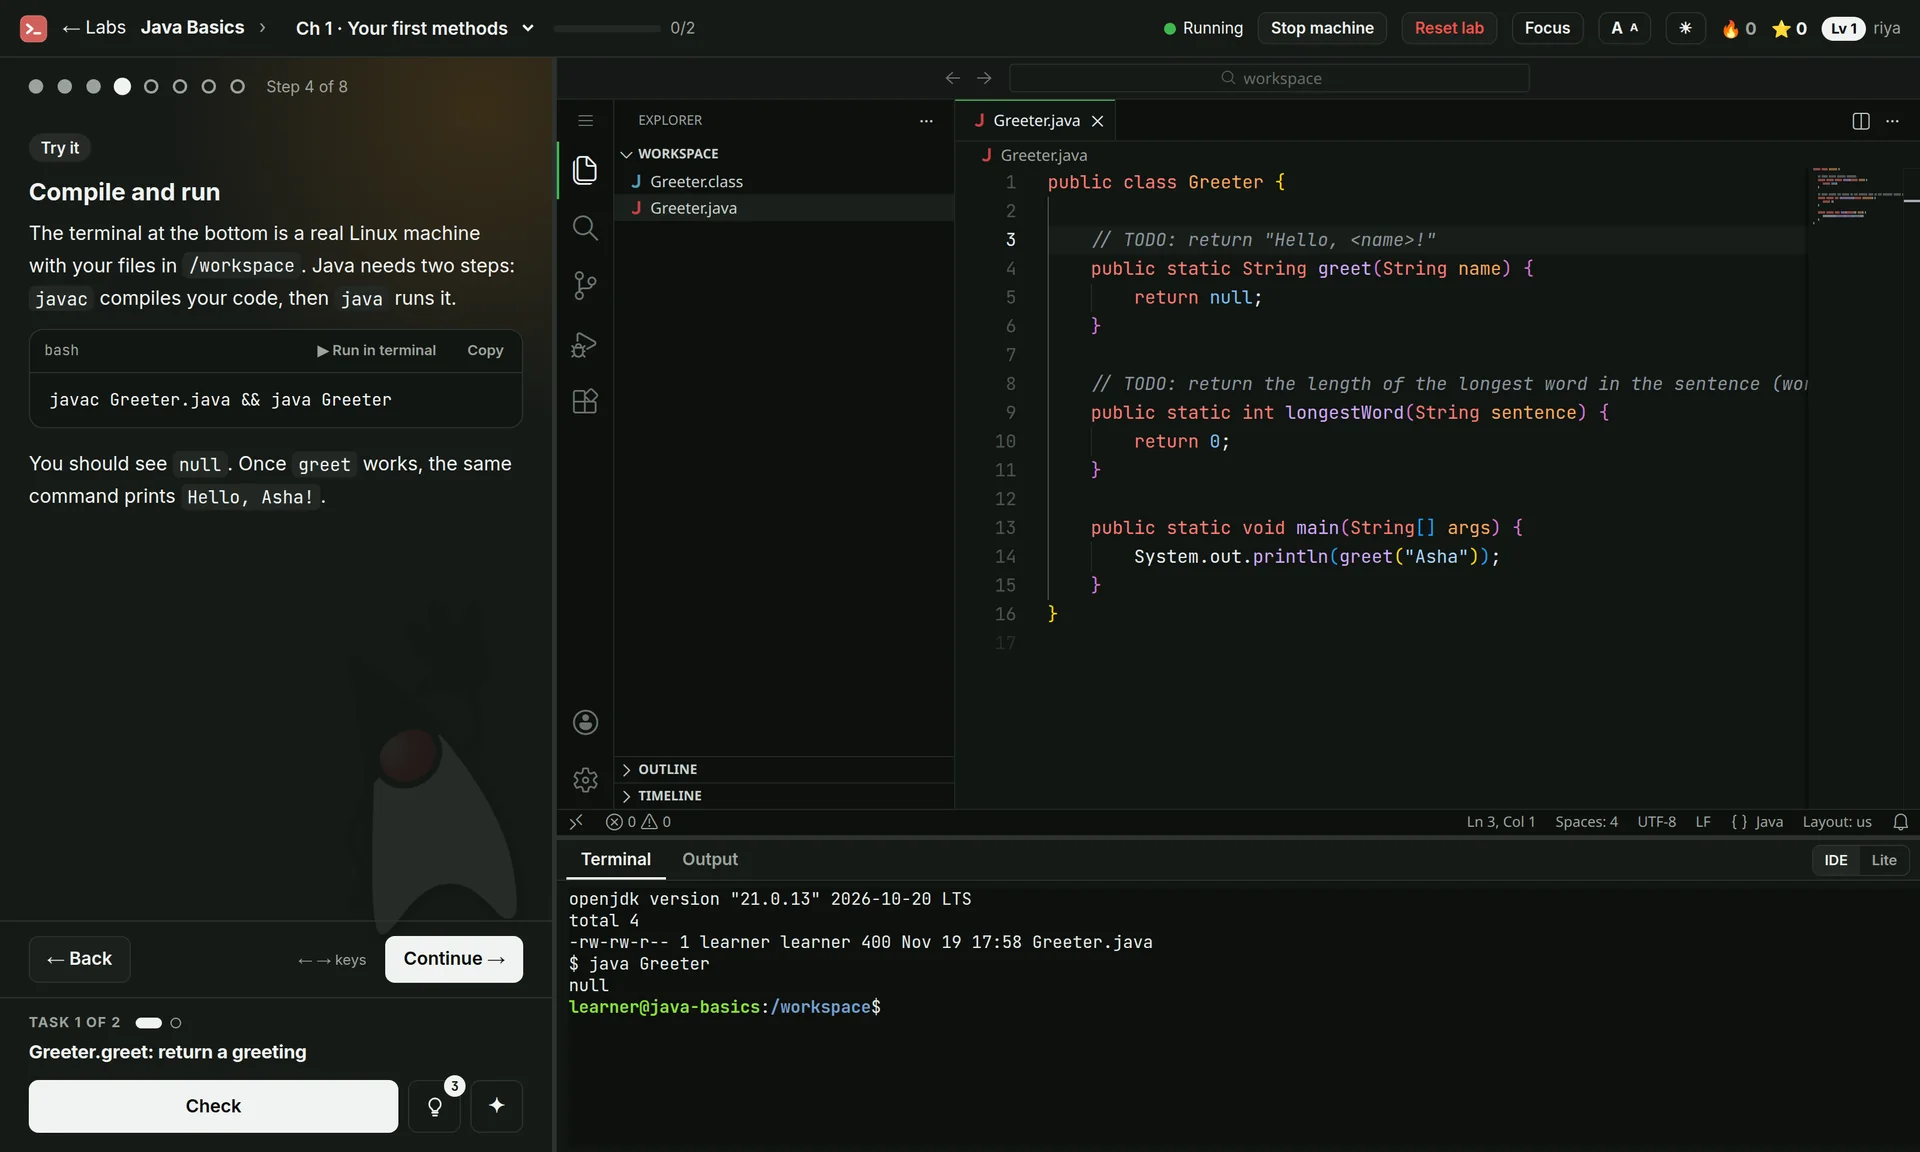 ← Labs Java Basics › Ch 1 · Your first methods 0/2 Running Stop machine Reset lab Focus A A 0 0 Lv 1 riya
Step 4 of 8
Try it
Compile and run
The terminal at the bottom is a real Linux machine
with your files in /workspace. Java needs two steps:
javac compiles your code, then java runs it.
bash Run in terminal Copy
javac Greeter.java && java Greeter
You should see null. Once greet works, the same
command prints Hello, Asha!.
← Back
← → keys
Continue →
TASK 1 OF 2
Greeter.greet: return a greeting
Check
3
workspace
EXPLORER
WORKSPACE
J Greeter.class
J Greeter.java
OUTLINE
TIMELINE
J Greeter.java
J Greeter.java
1 public class Greeter {
2
3 // TODO: return "Hello, <name>!"
4 public static String greet(String name) {
5 return null;
6 }
7
8 // TODO: return the length of the longest word in the sentence (wor
9 public static int longestWord(String sentence) {
10 return 0;
11 }
12
13 public static void main(String[] args) {
14 System.out.println(greet("Asha"));
15 }
16 }
17
0 0 Ln 3, Col 1 Spaces: 4 UTF-8 LF { } Java Layout: us
Terminal Output IDE Lite
openjdk version "21.0.13" 2026-10-20 LTS
total 4
-rw-rw-r-- 1 learner learner 400 Nov 19 17:58 Greeter.java
$ java Greeter
null
learner@java-basics:/workspace$